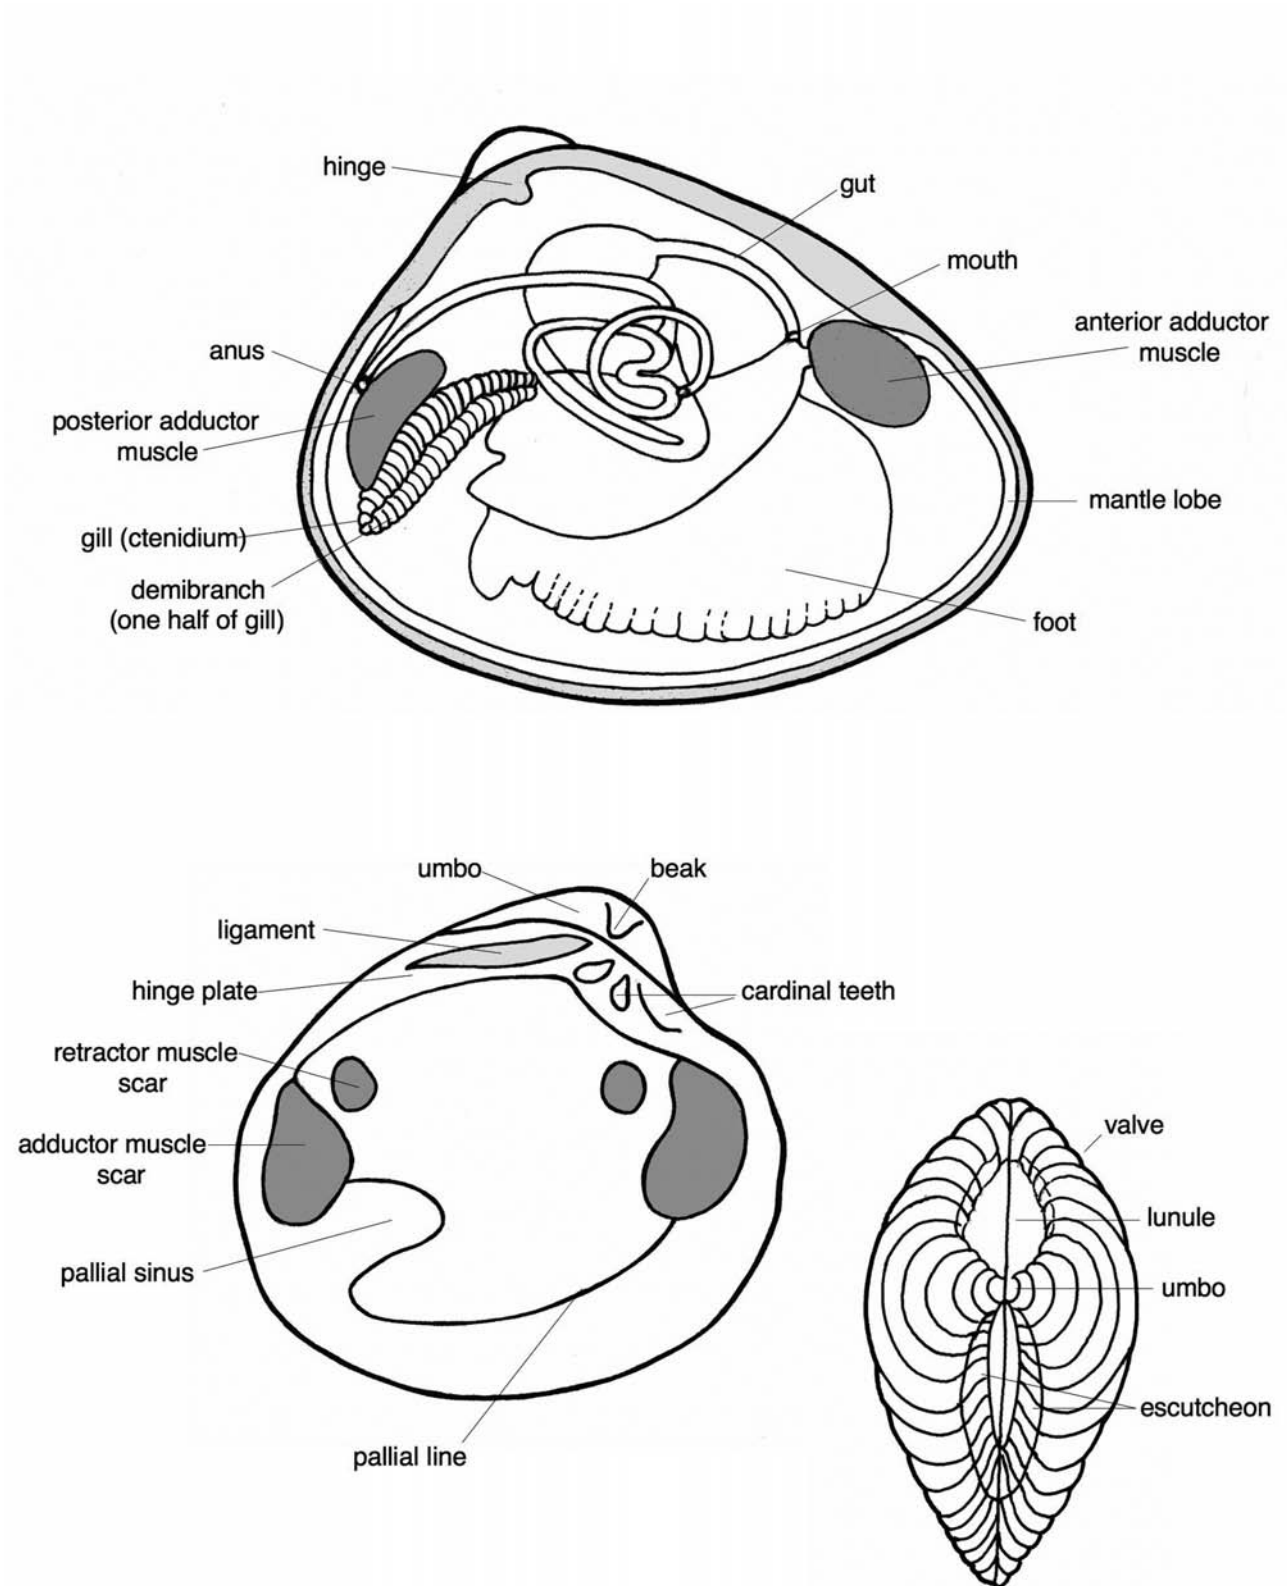 hinge
gut
mouth
anterior adductor
muscle
anus
posterior adductor
muscle
mantle lobe
gill (ctenidium)
demibranch
(one half of gill)
foot
umbo
beak
ligament
hinge plate
cardinal teeth
retractor muscle
scar
adductor muscle
scar
pallial sinus
pallial line
valve
lunule
umbo
escutcheon